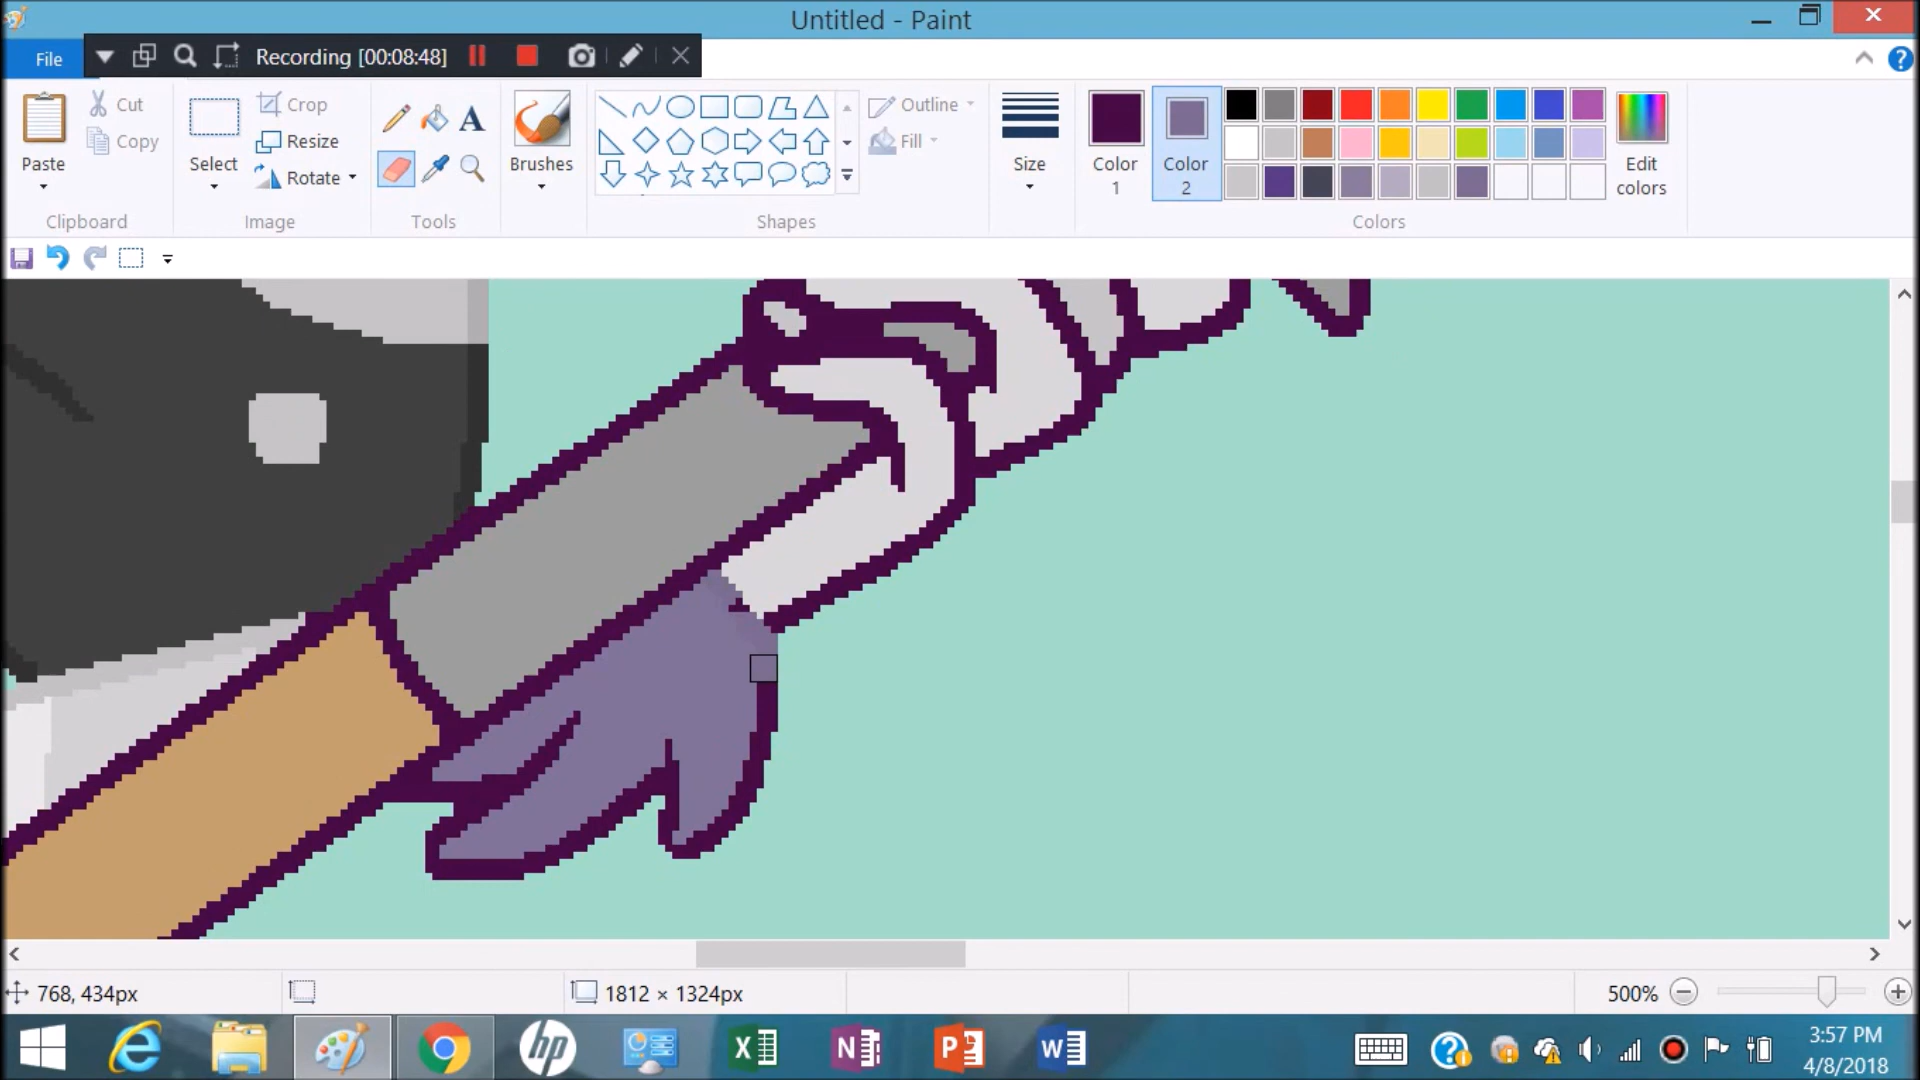 Untitled - Paint
File
Recording [00:08:48]
Paste
Cut
Copy
Select
Crop
Resize
Rotate
A
Brushes
Outline
Fill
Size
Color 1
Color 2
Edit colors
Clipboard
Image
Tools
Shapes
Colors
768, 434px
1812 × 1324px
500%
hp
X
N
P
W
3:57 PM
4/8/2018